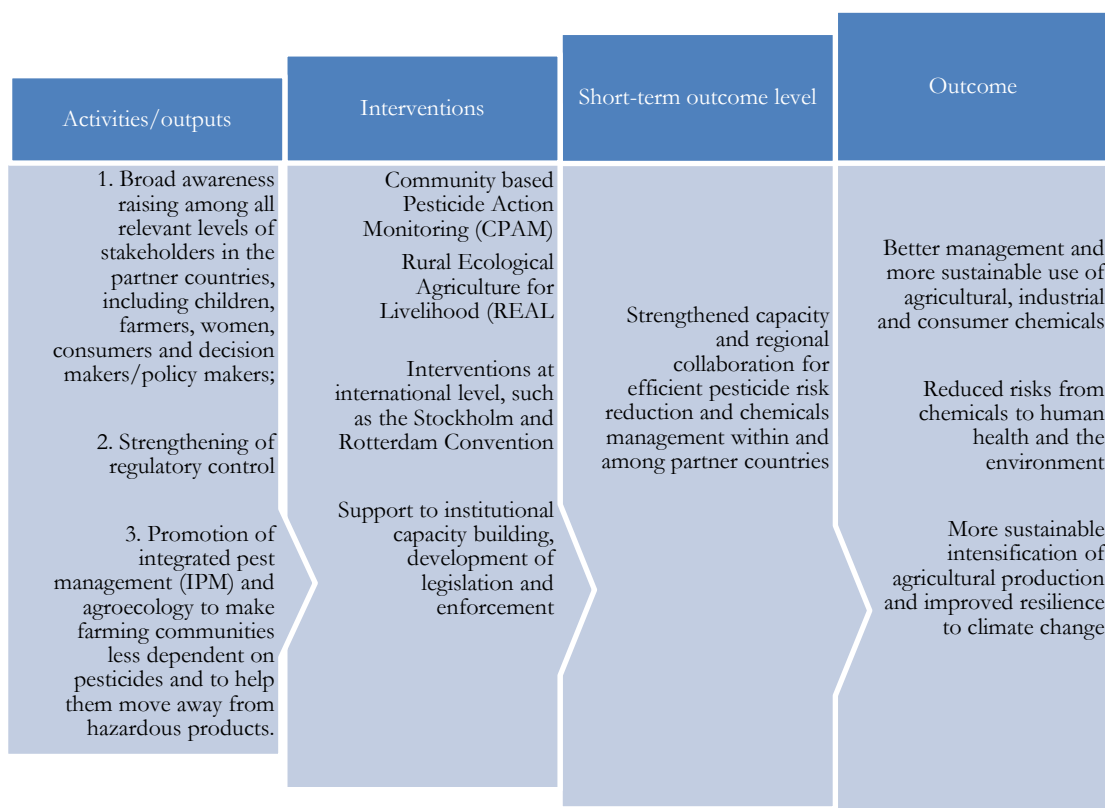 Activities/outputs
1. Broad awareness
raising among all
relevant levels of
stakeholders in the
partner countries,
including children,
farmers, women,
consumers and decision
makers/policy makers;
2. Strengthening of
regulatory control
3. Promotion of
integrated pest
management (IPM) and
agroecology to make
farming communities
less dependent on
pesticides and to help
them move away from
hazardous products.
Interventions
Community based
Pesticide Action
Monitoring (CPAM)
Rural Ecological
Agriculture for
Livelihood (REAL
Interventions at
international level, such
as the Stockholm and
Rotterdam Convention
Support to institutional
capacity building,
development of
legislation and
enforcement
Short-term outcome level
Strengthened capacity
and regional
collaboration for
efficient pesticide risk
reduction and chemicals
management within and
among partner countries
Outcome
Better management and
more sustainable use of
agricultural, industrial
and consumer chemicals
Reduced risks from
chemicals to human
health and the
environment
More sustainable
intensification of
agricultural production
and improved resilience
to climate change